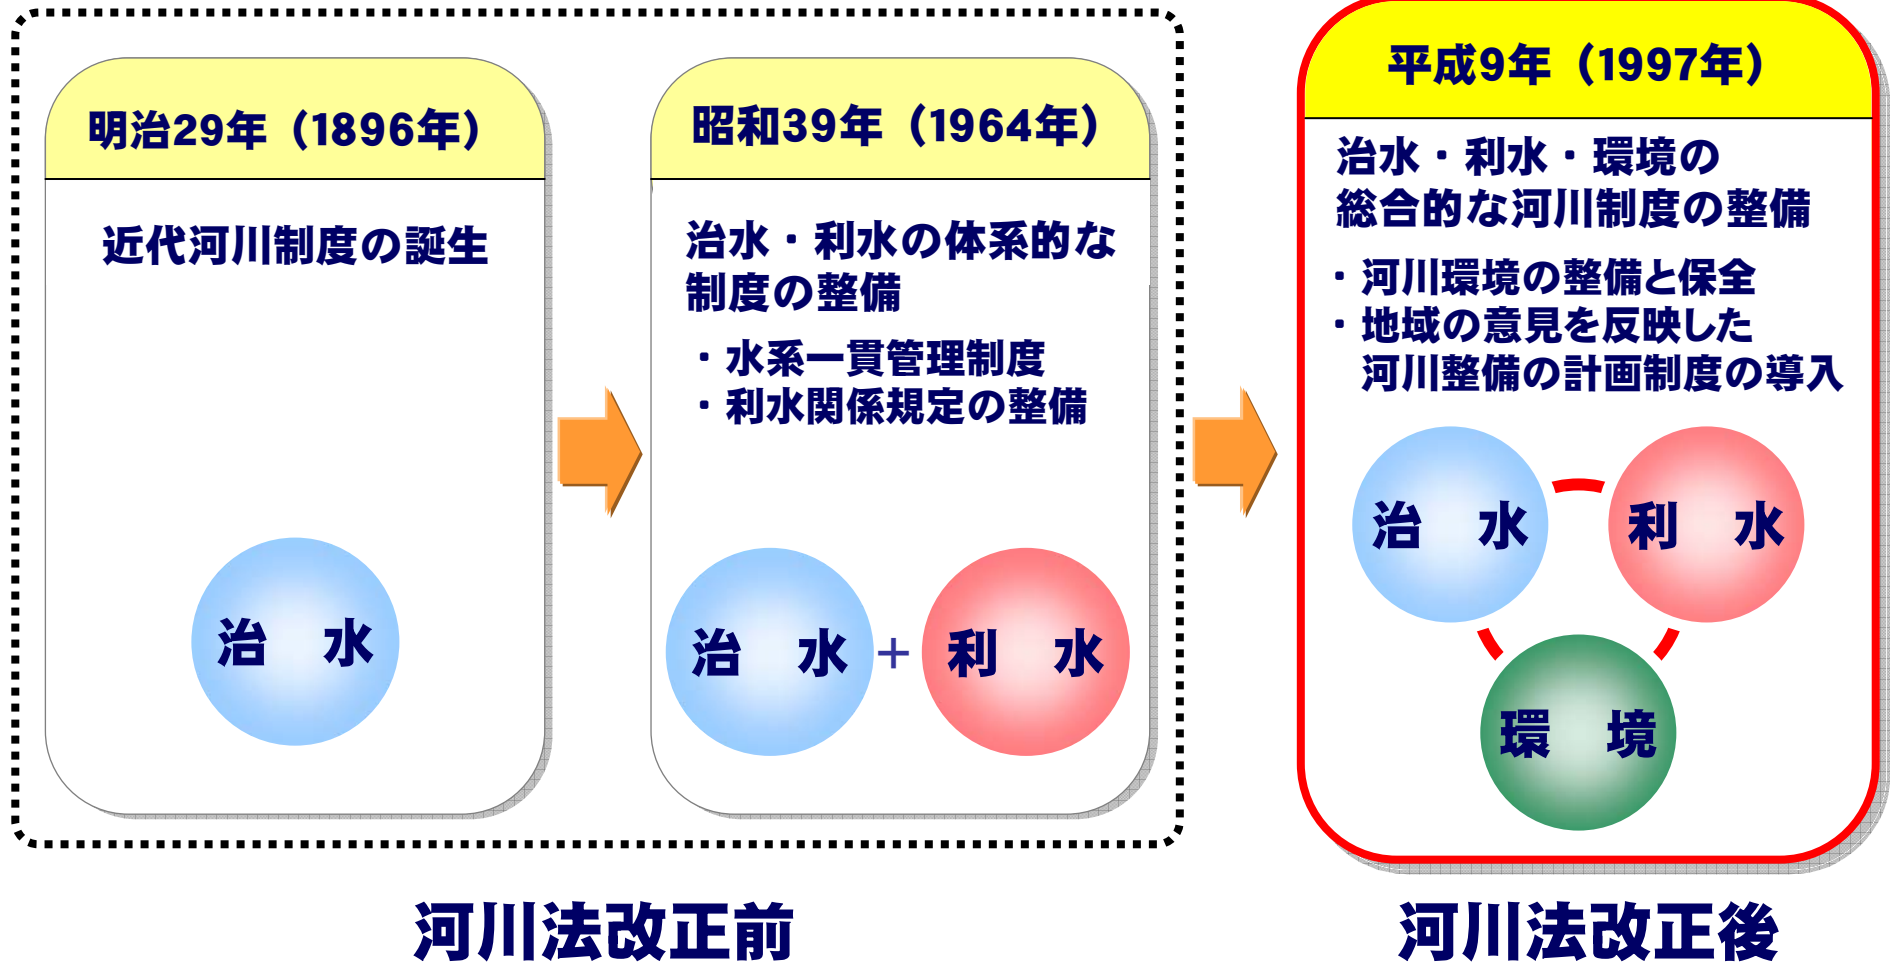 明治29年（1896年）
近代河川制度の誕生
治　水
昭和39年（1964年）
治水・利水の体系的な
制度の整備
・水系一貫管理制度
・利水関係規定の整備
治　水＋利　水
平成9年（1997年）
治水・利水・環境の
総合的な河川制度の整備
・河川環境の整備と保全
・地域の意見を反映した
河川整備の計画制度の導入
治　水
利　水
環　境
河川法改正前
河川法改正後